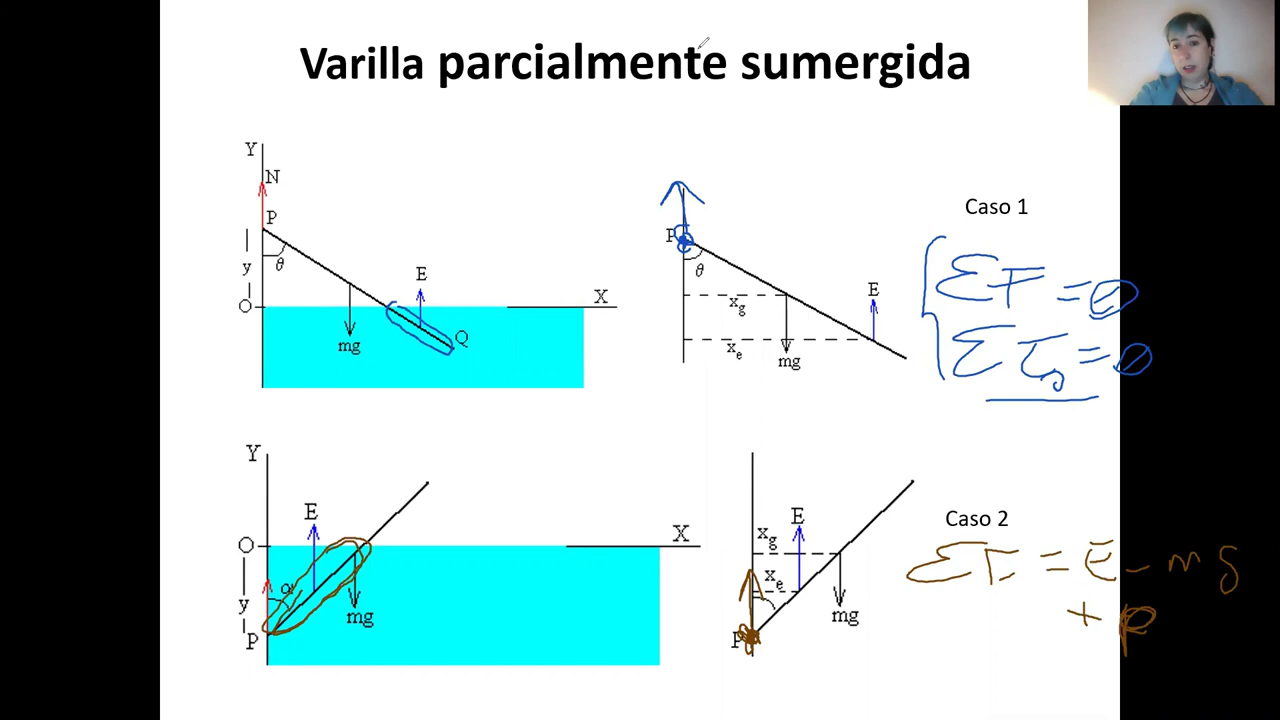 Varilla parcialmente sumergida
Y
N
P
θ
y
O
E
X
Q
mg
P
θ
x_g
x_e
E
mg
Caso 1
ΣF = 0
Στ_o = 0
Y
E
O
X
α
y
P
mg
E
x_g
x_e
P
mg
Caso 2
ΣF = E - mg
+ P